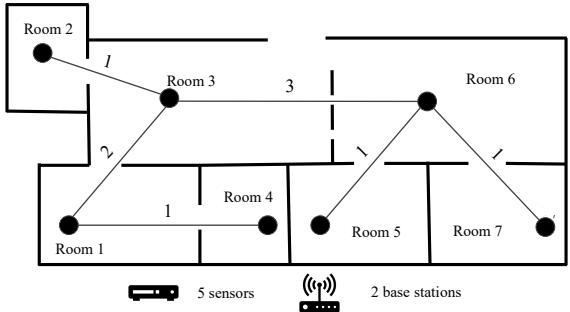 Room 2
1
Room 3
3
Room 6
2
1
1
Room 4
1
Room 1
Room 5
Room 7
5 sensors
2 base stations